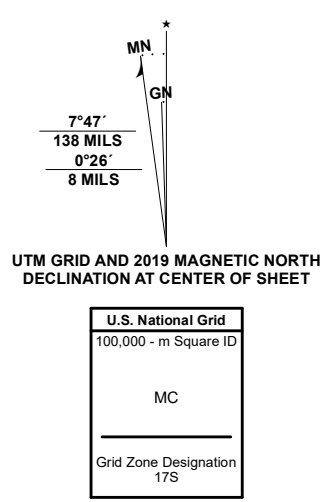 MN
GN
7°47´
138 MILS
0°26´
8 MILS
UTM GRID AND 2019 MAGNETIC NORTH
DECLINATION AT CENTER OF SHEET
U.S. National Grid
100,000 - m Square ID
MC
Grid Zone Designation
17S